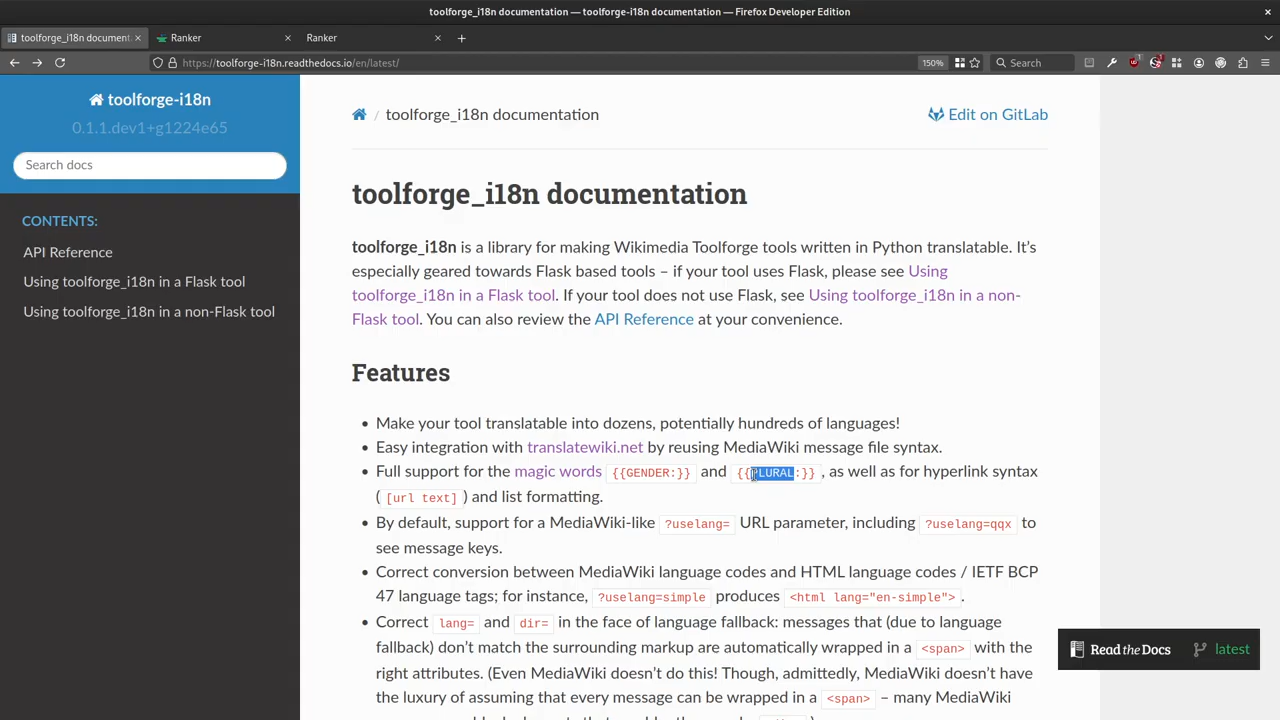 toolforge_i18n documentation — toolforge-i18n documentation — Firefox Developer Edition
toolforge_i18n document
Ranker
Ranker
https://toolforge-i18n.readthedocs.io/en/latest/
150%
Search
toolforge-i18n
0.1.1.dev1+g1224e65
Search docs
CONTENTS:
API Reference
Using toolforge_i18n in a Flask tool
Using toolforge_i18n in a non-Flask tool
/ toolforge_i18n documentation
Edit on GitLab
toolforge_i18n documentation
toolforge_i18n is a library for making Wikimedia Toolforge tools written in Python translatable. It’s
especially geared towards Flask based tools – if your tool uses Flask, please see Using
toolforge_i18n in a Flask tool. If your tool does not use Flask, see Using toolforge_i18n in a non-
Flask tool. You can also review the API Reference at your convenience.
Features
• Make your tool translatable into dozens, potentially hundreds of languages!
• Easy integration with translatewiki.net by reusing MediaWiki message file syntax.
• Full support for the magic words {{GENDER:}} and {{PLURAL:}} , as well as for hyperlink syntax
( [url text] ) and list formatting.
• By default, support for a MediaWiki-like ?uselang= URL parameter, including ?uselang=qqx to
see message keys.
• Correct conversion between MediaWiki language codes and HTML language codes / IETF BCP
47 language tags; for instance, ?uselang=simple produces <html lang="en-simple"> .
• Correct lang= and dir= in the face of language fallback: messages that (due to language
fallback) don’t match the surrounding markup are automatically wrapped in a <span> with the
right attributes. (Even MediaWiki doesn’t do this! Though, admittedly, MediaWiki doesn’t have
the luxury of assuming that every message can be wrapped in a <span> – many MediaWiki
Read the Docs
latest